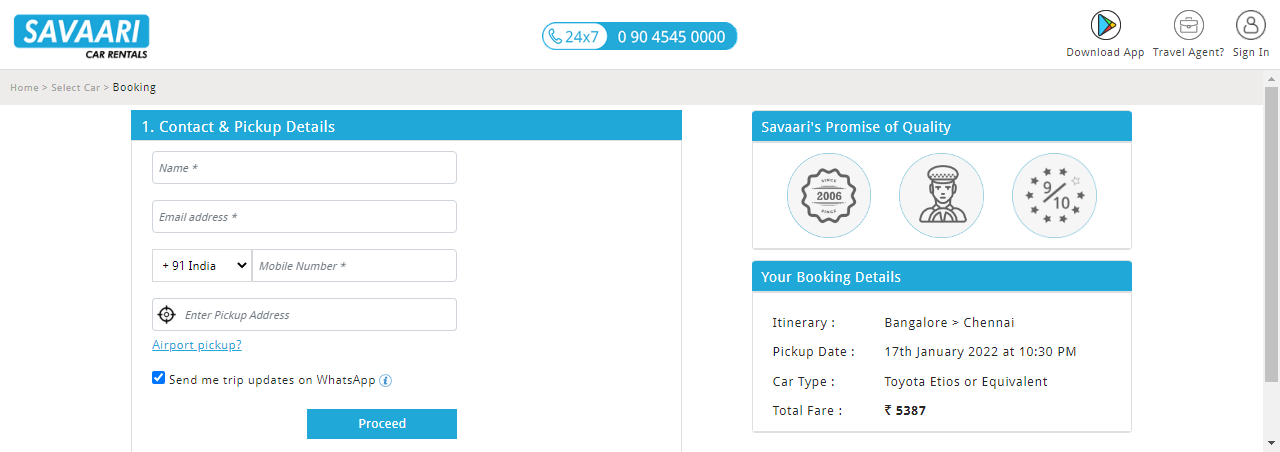 SAVAARI
CAR RENTALS
24x7 0 90 4545 0000
Download App
Travel Agent?
Sign In
Home > Select Car > Booking
1. Contact & Pickup Details
Name *
Email address *
+ 91 India
Mobile Number *
Enter Pickup Address
Airport pickup?
Send me trip updates on WhatsApp i
Proceed
Savaari's Promise of Quality
SINCE
2006
SINCE
9/10
Your Booking Details
Itinerary : Bangalore > Chennai
Pickup Date : 17th January 2022 at 10:30 PM
Car Type : Toyota Etios or Equivalent
Total Fare : ₹ 5387